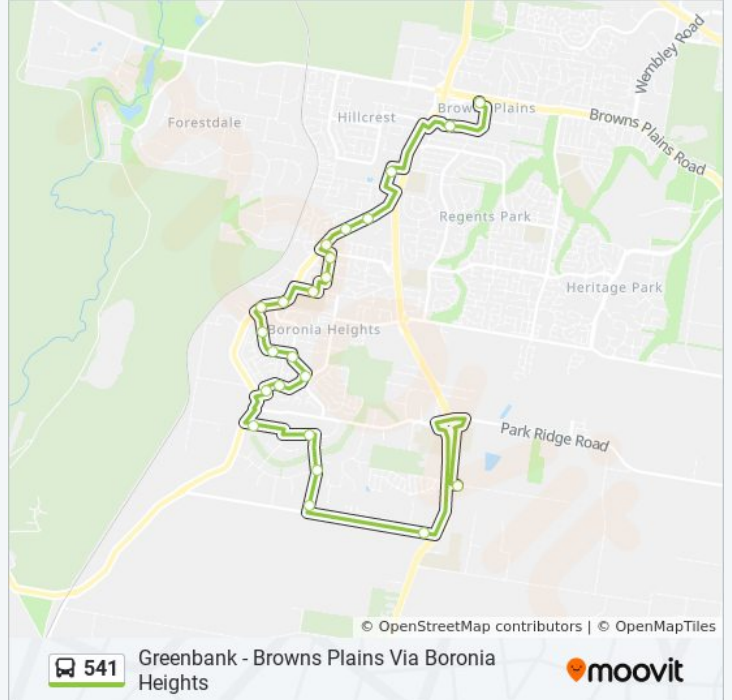 Wembley Road
Browns Plains
Forestdale
Hillcrest
Browns Plains Road
Regents Park
Heritage Park
Boronia Heights
Park Ridge Road
© OpenStreetMap contributors | © OpenMapTiles
541
Greenbank - Browns Plains Via Boronia
Heights
moovit